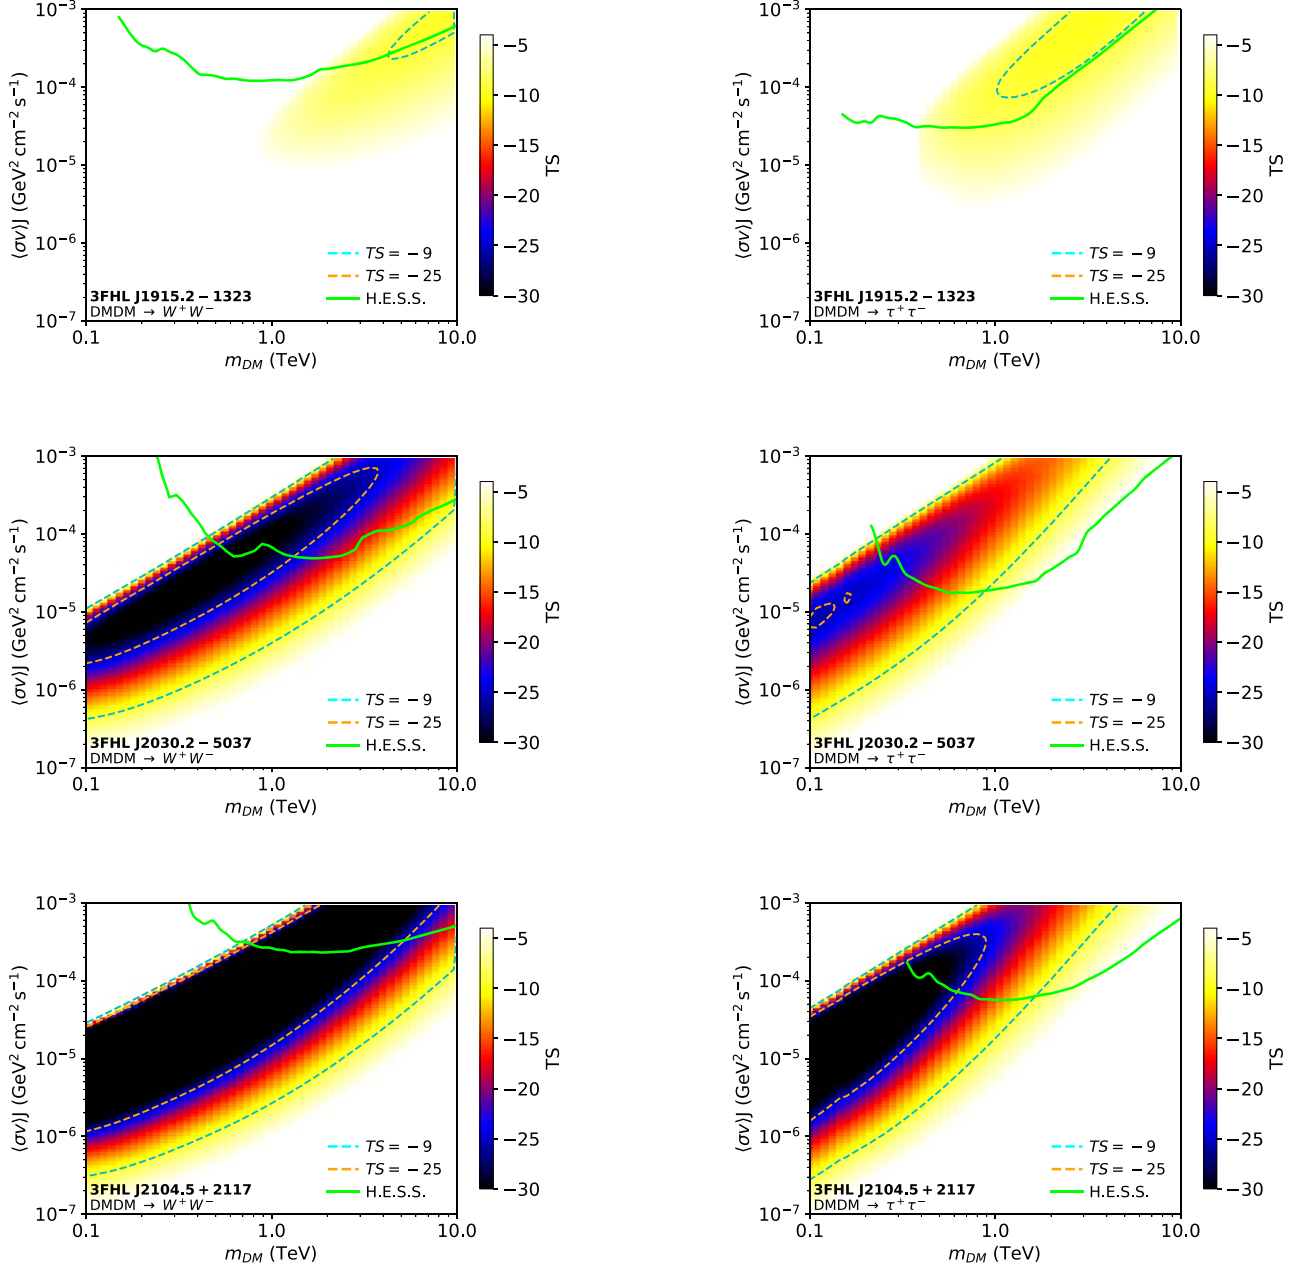 10⁻³
10⁻⁴
10⁻⁵
10⁻⁶
10⁻⁷
⟨σv⟩J (GeV² cm⁻² s⁻¹)
TS = −9
TS = −25
H.E.S.S.
3FHL J1915.2−1323
DMDM → W⁺W⁻
0.1 1.0 10.0
m_DM (TeV)
−5
−10
−15
−20
−25
−30
TS
10⁻³
10⁻⁴
10⁻⁵
10⁻⁶
10⁻⁷
⟨σv⟩J (GeV² cm⁻² s⁻¹)
TS = −9
TS = −25
H.E.S.S.
3FHL J1915.2−1323
DMDM → τ⁺τ⁻
0.1 1.0 10.0
m_DM (TeV)
−5
−10
−15
−20
−25
−30
TS
10⁻³
10⁻⁴
10⁻⁵
10⁻⁶
10⁻⁷
⟨σv⟩J (GeV² cm⁻² s⁻¹)
TS = −9
TS = −25
H.E.S.S.
3FHL J2030.2−5037
DMDM → W⁺W⁻
0.1 1.0 10.0
m_DM (TeV)
−5
−10
−15
−20
−25
−30
TS
10⁻³
10⁻⁴
10⁻⁵
10⁻⁶
10⁻⁷
⟨σv⟩J (GeV² cm⁻² s⁻¹)
TS = −9
TS = −25
H.E.S.S.
3FHL J2030.2−5037
DMDM → τ⁺τ⁻
0.1 1.0 10.0
m_DM (TeV)
−5
−10
−15
−20
−25
−30
TS
10⁻³
10⁻⁴
10⁻⁵
10⁻⁶
10⁻⁷
⟨σv⟩J (GeV² cm⁻² s⁻¹)
TS = −9
TS = −25
H.E.S.S.
3FHL J2104.5+2117
DMDM → W⁺W⁻
0.1 1.0 10.0
m_DM (TeV)
−5
−10
−15
−20
−25
−30
TS
10⁻³
10⁻⁴
10⁻⁵
10⁻⁶
10⁻⁷
⟨σv⟩J (GeV² cm⁻² s⁻¹)
TS = −9
TS = −25
H.E.S.S.
3FHL J2104.5+2117
DMDM → τ⁺τ⁻
0.1 1.0 10.0
m_DM (TeV)
−5
−10
−15
−20
−25
−30
TS